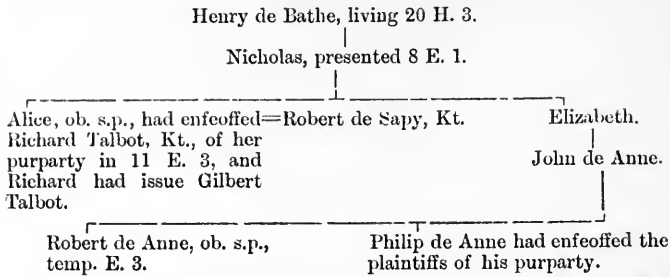 Henry de Bathe, living 20 H. 3.
Nicholas, presented 8 E. 1.
Alice, ob. s.p., had enfeoffed=Robert de Sapy, Kt.
Richard Talbot, Kt., of her
purparty in 11 E. 3, and
Richard had issue Gilbert
Talbot.
Elizabeth.
John de Anne.
Robert de Anne, ob. s.p.,
temp. E. 3.
Philip de Anne had enfeoffed the
plaintiffs of his purparty.